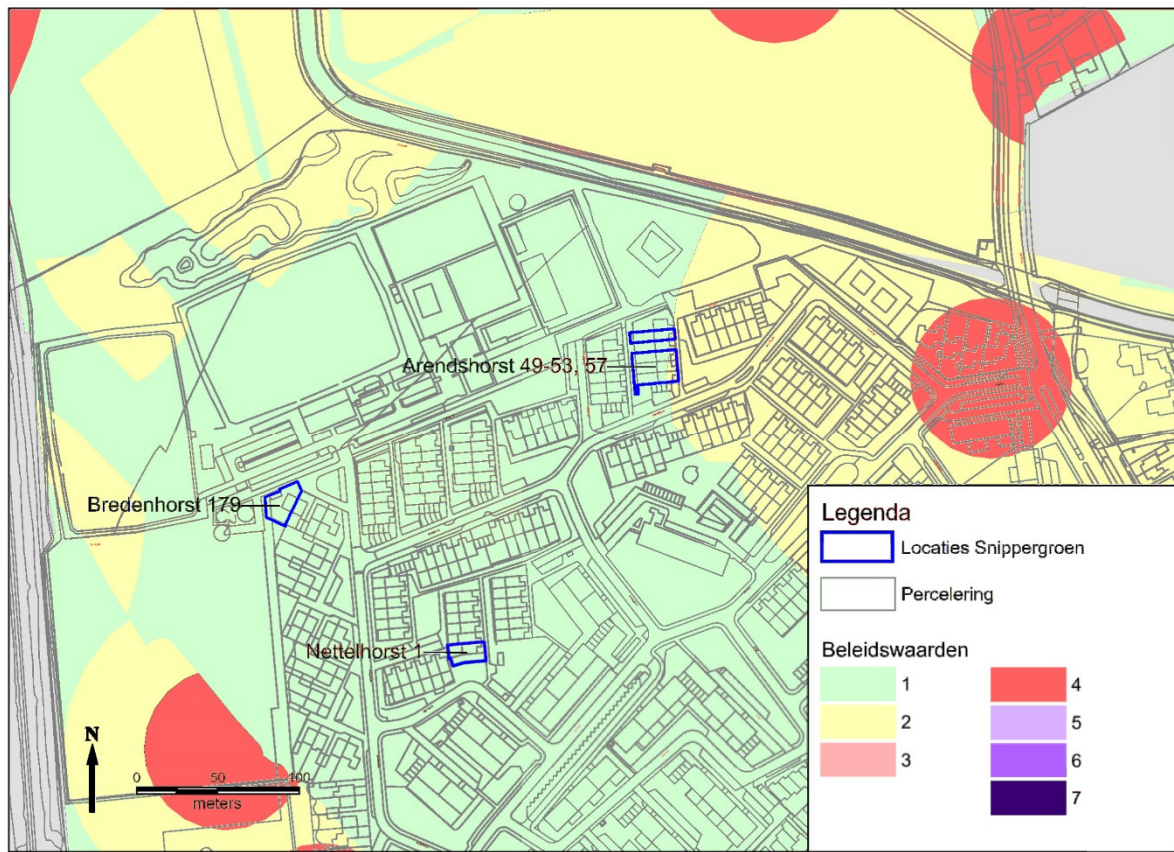 Arendshorst 49-53, 57
Bredenhorst 179
Nettelhorst 1
N
0 50 100
meters
Legenda
Locaties Snippergroen
Percelering
Beleidswaarden
1
2
3
4
5
6
7